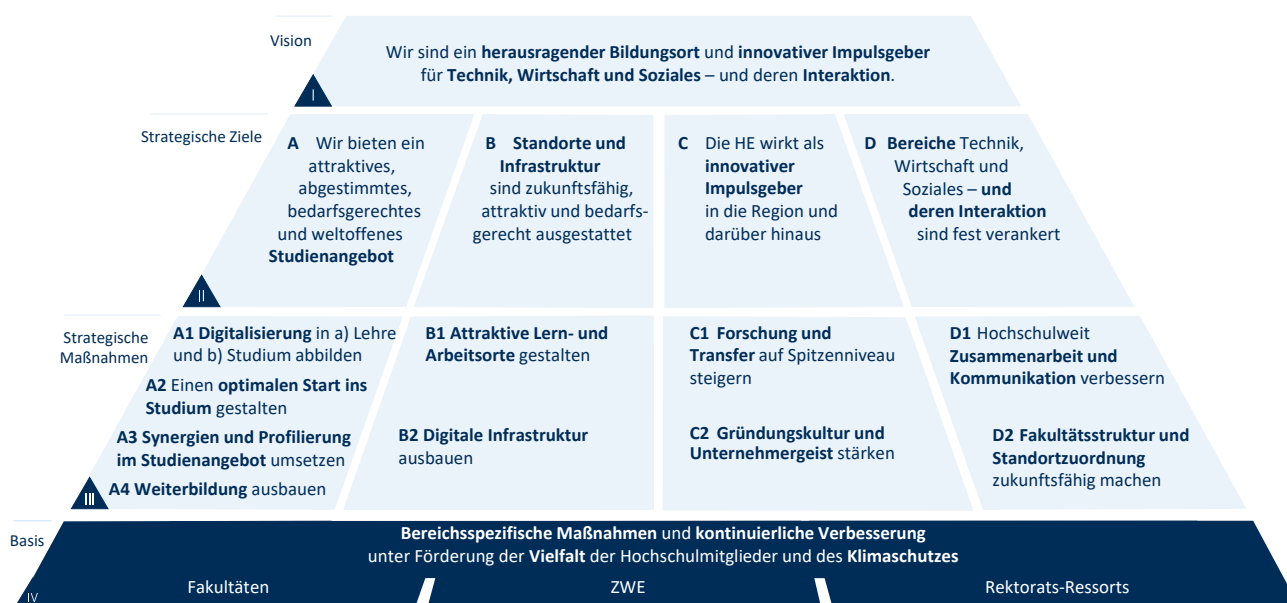 Vision
Wir sind ein herausragender Bildungsort und innovativer Impulsgeber
für Technik, Wirtschaft und Soziales – und deren Interaktion.
I
Strategische Ziele
A Wir bieten ein
attraktives,
abgestimmtes,
bedarfsgerechtes
und weltoffenes
Studienangebot
B Standorte und
Infrastruktur
sind zukunftsfähig,
attraktiv und bedarfs-
gerecht ausgestattet
C Die HE wirkt als
innovativer
Impulsgeber
in die Region und
darüber hinaus
D Bereiche Technik,
Wirtschaft und
Soziales – und
deren Interaktion
sind fest verankert
II
Strategische
Maßnahmen
A1 Digitalisierung in a) Lehre
und b) Studium abbilden
A2 Einen optimalen Start ins
Studium gestalten
A3 Synergien und Profilierung
im Studienangebot umsetzen
A4 Weiterbildung ausbauen
B1 Attraktive Lern- und
Arbeitsorte gestalten
B2 Digitale Infrastruktur
ausbauen
C1 Forschung und
Transfer auf Spitzenniveau
steigern
C2 Gründungskultur und
Unternehmergeist stärken
D1 Hochschulweit
Zusammenarbeit und
Kommunikation verbessern
D2 Fakultätsstruktur und
Standortzuordnung
zukunftsfähig machen
III
Basis
Bereichsspezifische Maßnahmen und kontinuierliche Verbesserung
unter Förderung der Vielfalt der Hochschulmitglieder und des Klimaschutzes
IV
Fakultäten
ZWE
Rektorats-Ressorts